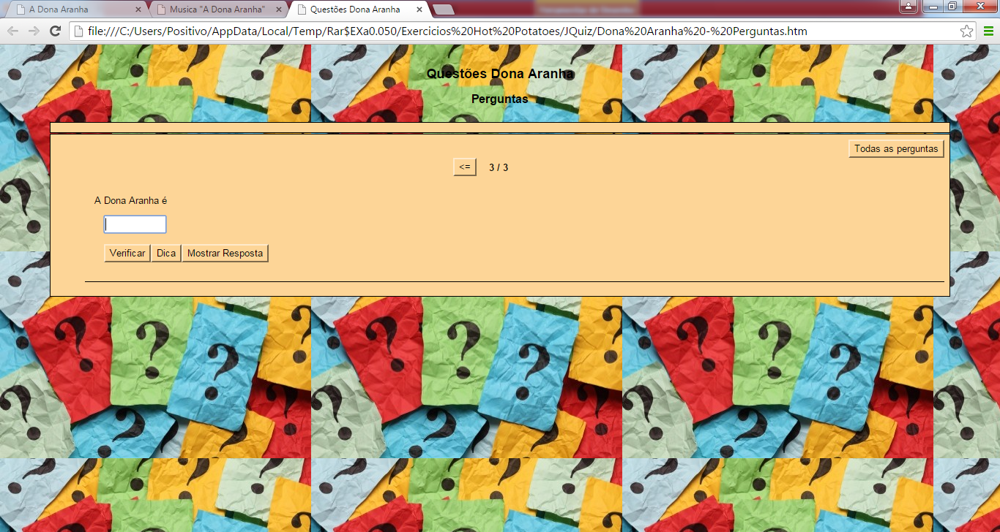 A Dona Aranha
Musica "A Dona Aranha"
Questões Dona Aranha
file:///C:/Users/Positivo/AppData/Local/Temp/Rar$EXa0.050/Exercicios%20Hot%20Potatoes/JQuiz/Dona%20Aranha%20-%20Perguntas.htm
Questões Dona Aranha
Perguntas
Todas as perguntas
<= 3 / 3
A Dona Aranha é
Verificar Dica Mostrar Resposta